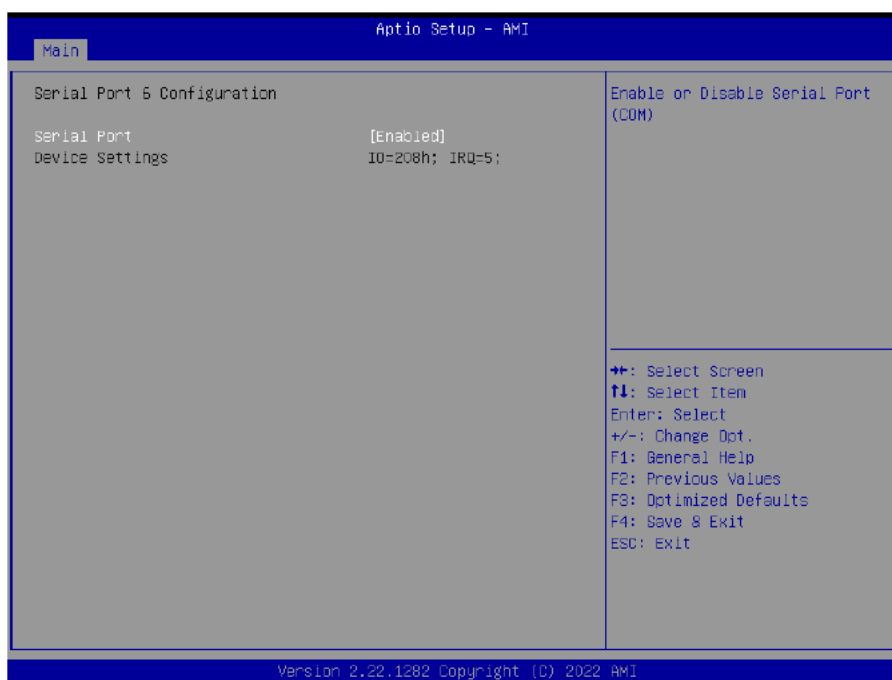 Aptio Setup - AMI
Main
Serial Port 6 Configuration
Serial Port [Enabled]
Device Settings IO=208h; IRQ=5;
Enable or Disable Serial Port
(COM)
→←: Select Screen
↑↓: Select Item
Enter: Select
+/-: Change Opt.
F1: General Help
F2: Previous Values
F3: Optimized Defaults
F4: Save & Exit
ESC: Exit
Version 2.22.1282 Copyright (C) 2022 AMI